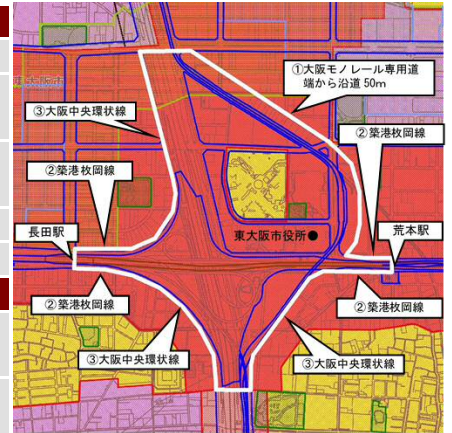 ①大阪モノレール専用道
端から沿道50m
③大阪中央環状線
②築港枚岡線
②築港枚岡線
長田駅
荒本駅
東大阪市役所●
②築港枚岡線
②築港枚岡線
③大阪中央環状線
③大阪中央環状線